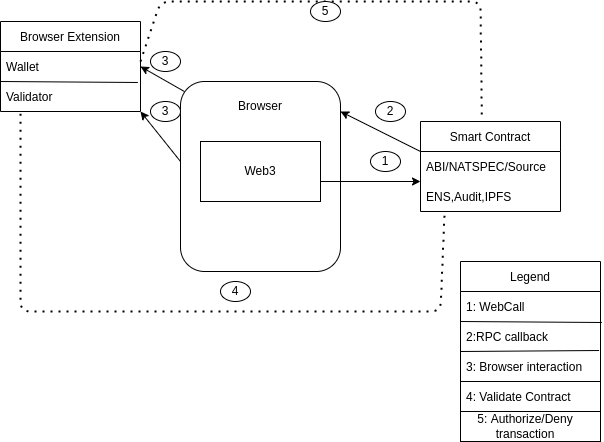 5
Browser Extension
Wallet
Validator
3
3
Browser
Web3
2
1
Smart Contract
ABI/NATSPEC/Source
ENS,Audit,IPFS
4
Legend
1: WebCall
2:RPC callback
3: Browser interaction
4: Validate Contract
5: Authorize/Deny
transaction